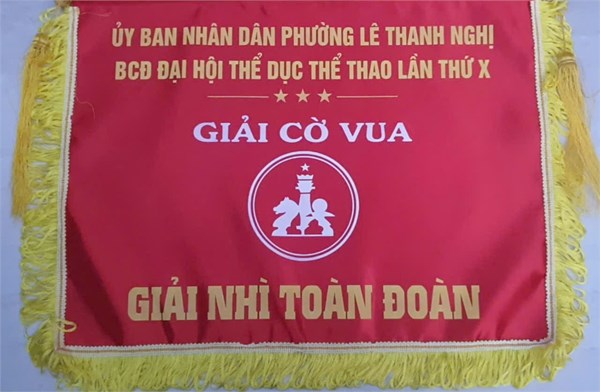 ỦY BAN NHÂN DÂN PHƯỜNG LÊ THANH NGHỊ
BCĐ ĐẠI HỘI THỂ DỤC THỂ THAO LẦN THỨ X
GIẢI CỜ VUA
GIẢI NHÌ TOÀN ĐOÀN